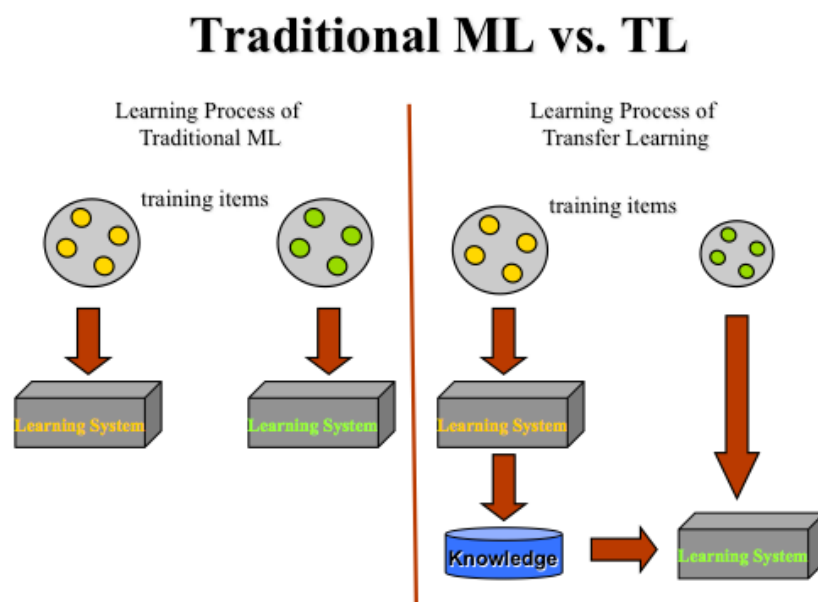 Traditional ML vs. TL
Learning Process of
Traditional ML
training items
Learning System
Learning System
Learning Process of
Transfer Learning
training items
Learning System
Knowledge
Learning System